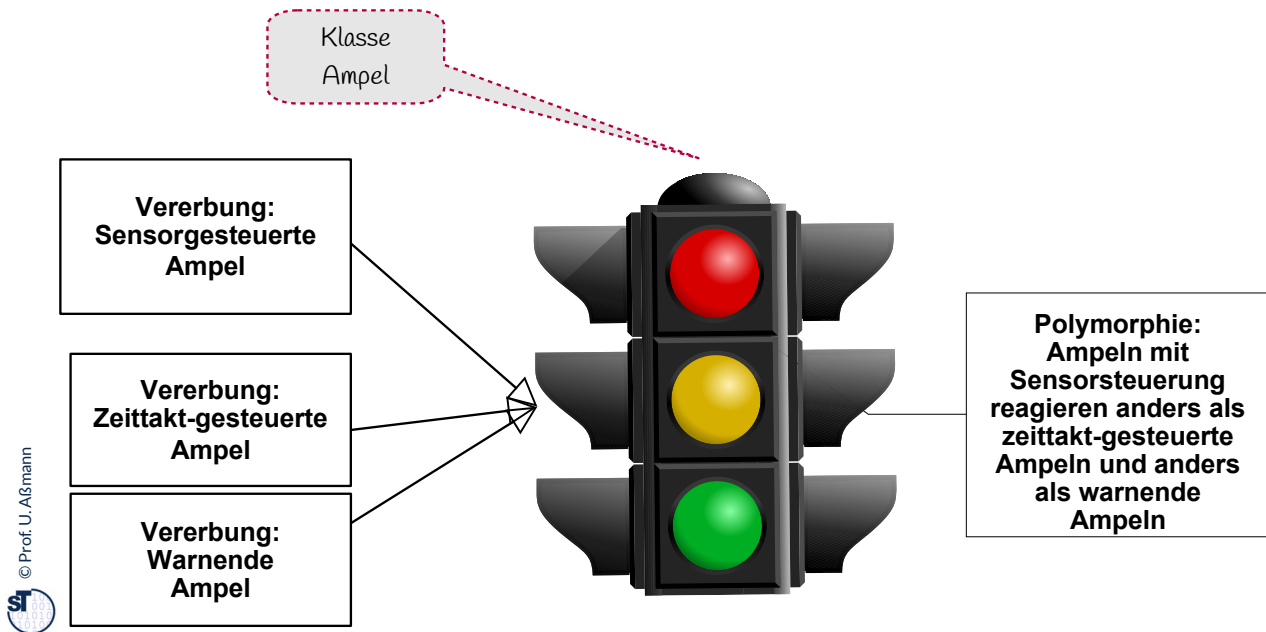 Klasse
Ampel
Vererbung:
Sensorgesteuerte
Ampel
Vererbung:
Zeittakt-gesteuerte
Ampel
Vererbung:
Warnende
Ampel
Polymorphie:
Ampeln mit
Sensorsteuerung
reagieren anders als
zeittakt-gesteuerte
Ampeln und anders
als warnende
Ampeln
© Prof. U. Aßmann
ST